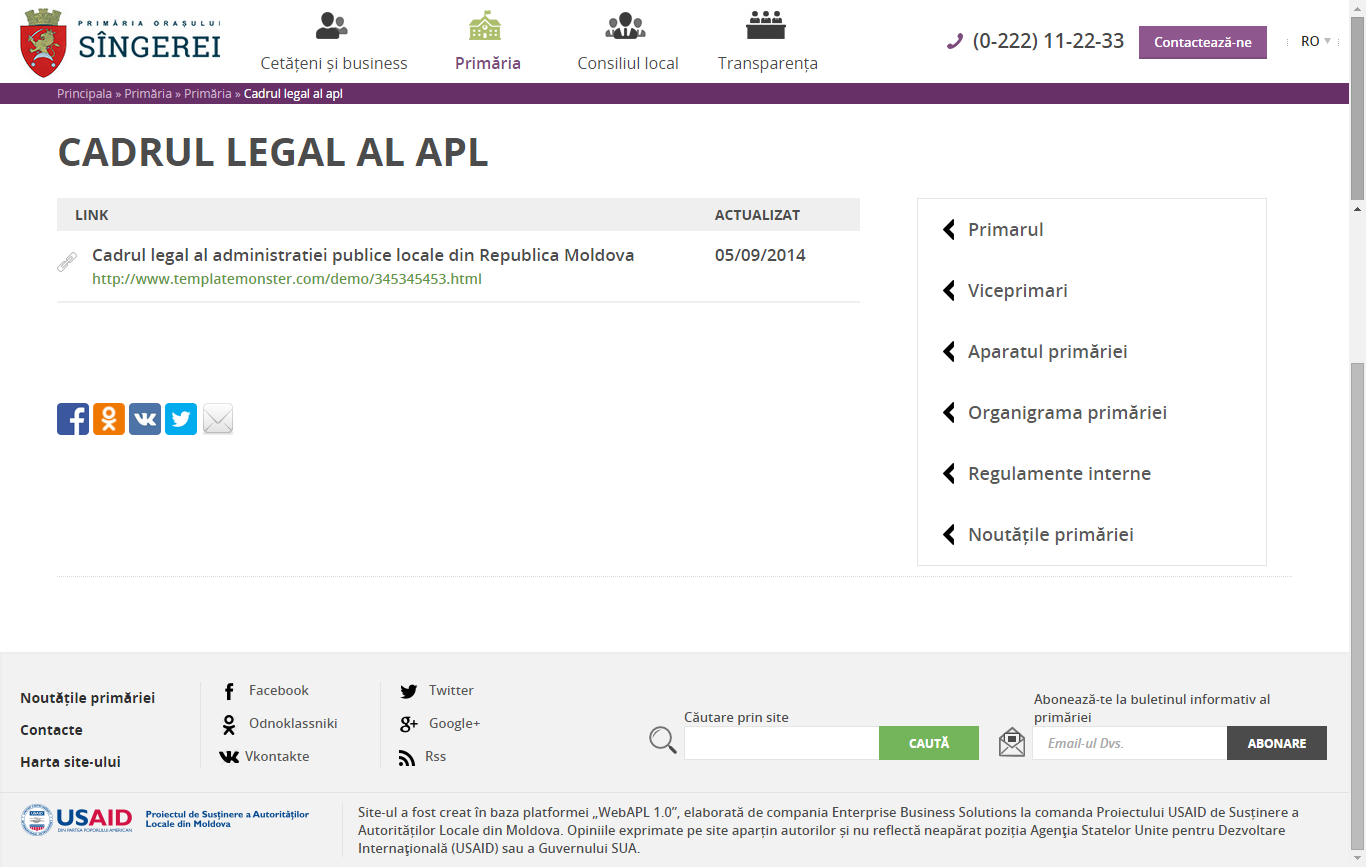 PRIMĂRIA ORAȘULUI
SÎNGEREI
Cetățeni și business
Primăria
Consiliul local
Transparența
(0-222) 11-22-33
Contactează-ne
RO
Principala » Primăria » Primăria » Cadrul legal al apl
CADRUL LEGAL AL APL
LINK
ACTUALIZAT
Cadrul legal al administratiei publice locale din Republica Moldova
05/09/2014
http://www.templatemonster.com/demo/345345453.html
Primarul
Viceprimari
Aparatul primăriei
Organigrama primăriei
Regulamente interne
Noutățile primăriei
Noutățile primăriei
Contacte
Harta site-ului
Facebook
Odnoklassniki
Vkontakte
Twitter
Google+
Rss
Căutare prin site
CAUTĂ
Abonează-te la buletinul informativ al
primăriei
Email-ul Dvs.
ABONARE
USAID
DIN PARTEA POPORULUI AMERICAN
Proiectul de Susținere a Autorităților
Locale din Moldova
Site-ul a fost creat în baza platformei „WebAPL 1.0”, elaborată de compania Enterprise Business Solutions la comanda Proiectului USAID de Susținere a
Autorităților Locale din Moldova. Opiniile exprimate pe site aparțin autorilor și nu reflectă neapărat poziția Agenția Statelor Unite pentru Dezvoltare
Internațională (USAID) sau a Guvernului SUA.